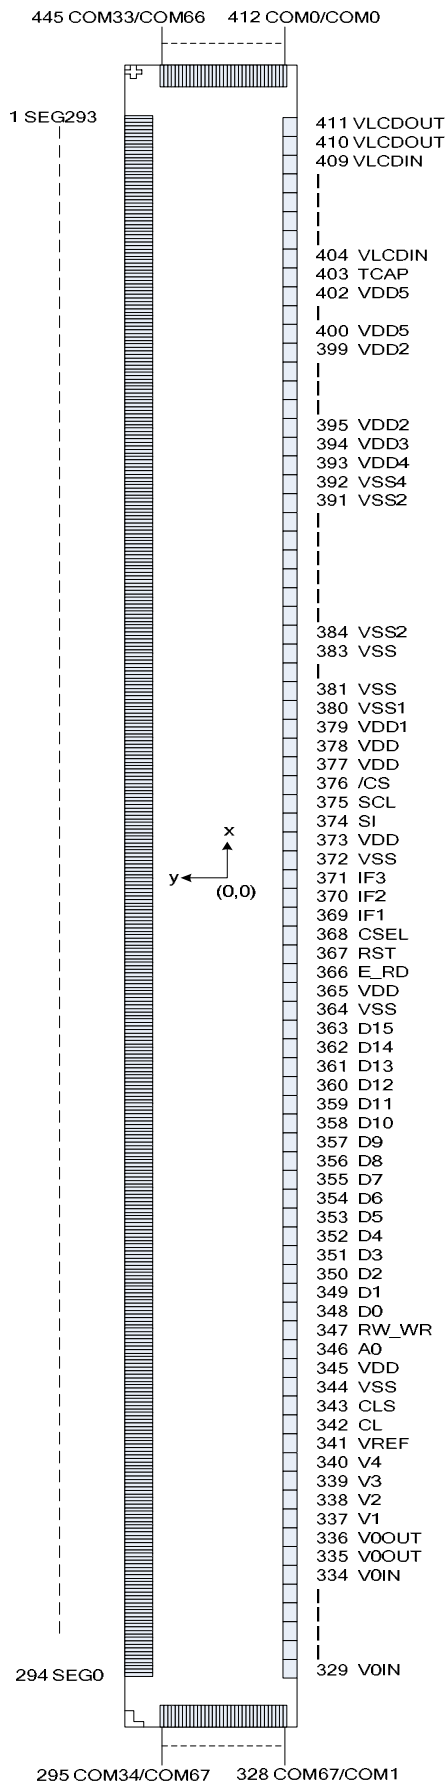 445 COM33/COM66
412 COM0/COM0
1 SEG293
411 VLCDOUT
410 VLCDOUT
409 VLCDIN
404 VLCDIN
403 TCAP
402 VDD5
400 VDD5
399 VDD2
395 VDD2
394 VDD3
393 VDD4
392 VSS4
391 VSS2
384 VSS2
383 VSS
381 VSS
380 VSS1
379 VDD1
378 VDD
377 VDD
376 /CS
375 SCL
374 SI
373 VDD
372 VSS
371 IF3
370 IF2
369 IF1
368 CSEL
367 RST
366 E_RD
365 VDD
364 VSS
363 D15
362 D14
361 D13
360 D12
359 D11
358 D10
357 D9
356 D8
355 D7
354 D6
353 D5
352 D4
351 D3
350 D2
349 D1
348 D0
347 RW_WR
346 A0
345 VDD
344 VSS
343 CLS
342 CL
341 VREF
340 V4
339 V3
338 V2
337 V1
336 V0OUT
335 V0OUT
334 V0IN
329 V0IN
x
y
(0,0)
294 SEG0
295 COM34/COM67
328 COM67/COM1